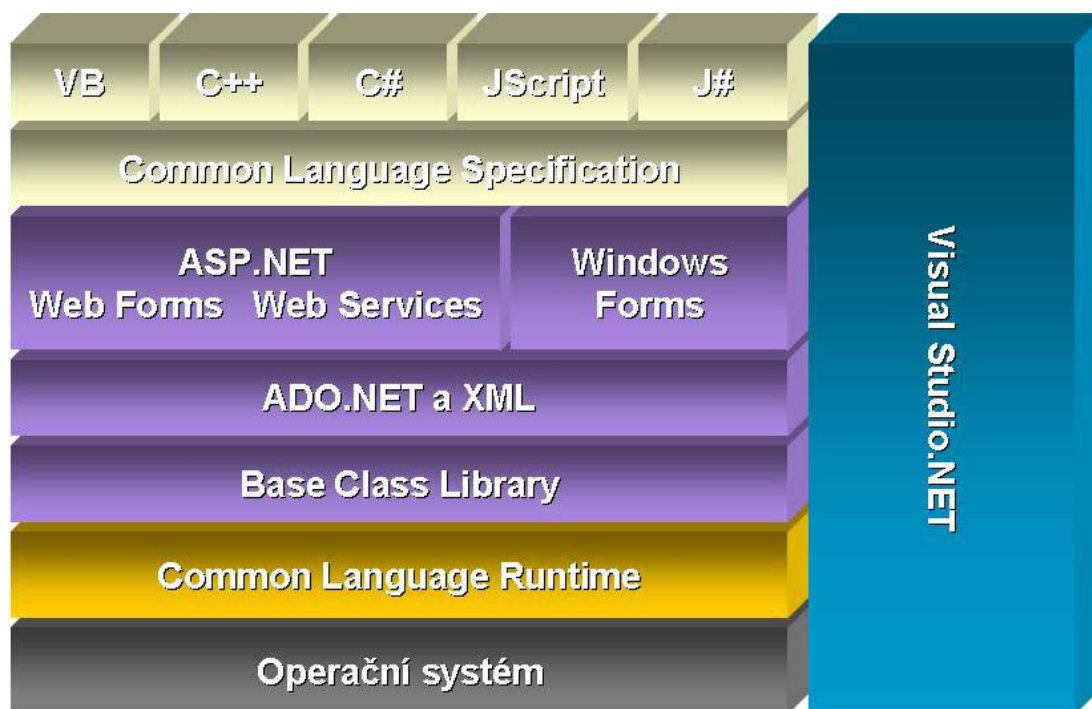 VB C++ C# JScript J#
Common Language Specification
ASP.NET
Web Forms Web Services
Windows
Forms
ADO.NET a XML
Base Class Library
Common Language Runtime
Operační systém
Visual Studio.NET